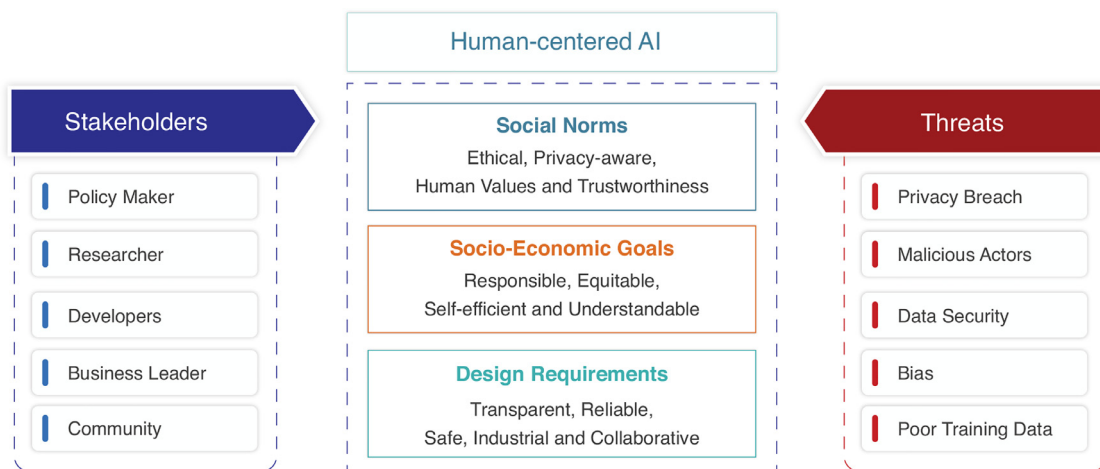 Human-centered AI
Stakeholders
Policy Maker
Researcher
Developers
Business Leader
Community
Social Norms
Ethical, Privacy-aware,
Human Values and Trustworthiness
Socio-Economic Goals
Responsible, Equitable,
Self-efficient and Understandable
Design Requirements
Transparent, Reliable,
Safe, Industrial and Collaborative
Threats
Privacy Breach
Malicious Actors
Data Security
Bias
Poor Training Data